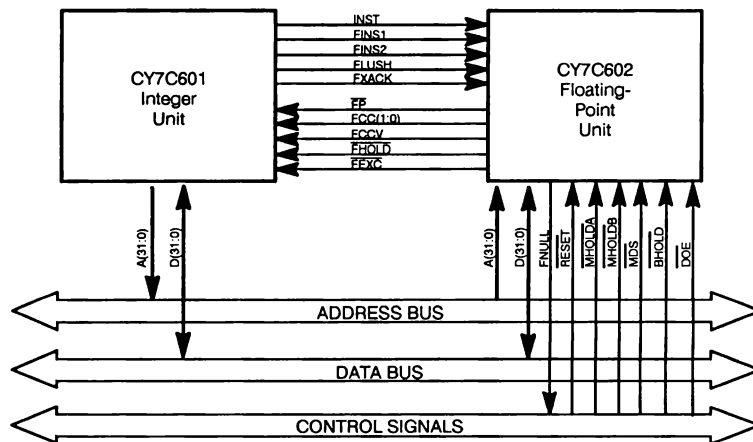 INST
FINS1
FINS2
FLUSH
FXACK
CY7C601
Integer
Unit
CY7C602
Floating-
Point
Unit
FP
FCC(1:0)
FCCV
FHOLD
FEXC
A(31:0)
D(31:0)
A(31:0)
D(31:0)
FNULL
RESET
MHOLDA
MHOLDB
MDS
BHOLD
DOE
ADDRESS BUS
DATA BUS
CONTROL SIGNALS